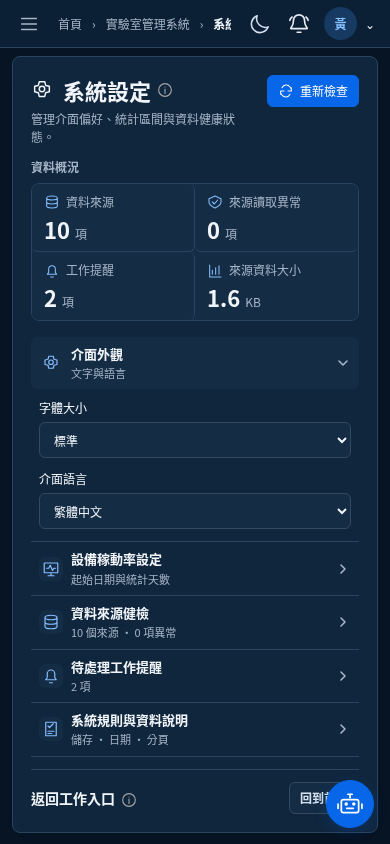 首頁 › 實驗室管理系統 › 系統
黃
系統設定
重新檢查
管理介面偏好、統計區間與資料健康狀
態。
資料概況
資料來源
10 項
來源讀取異常
0 項
工作提醒
2 項
來源資料大小
1.6 KB
介面外觀
文字與語言
字體大小
標準
介面語言
繁體中文
設備稼動率設定
起始日期與統計天數
資料來源健檢
10 個來源 · 0 項異常
待處理工作提醒
2 項
系統規則與資料說明
儲存 · 日期 · 分頁
返回工作入口
回到